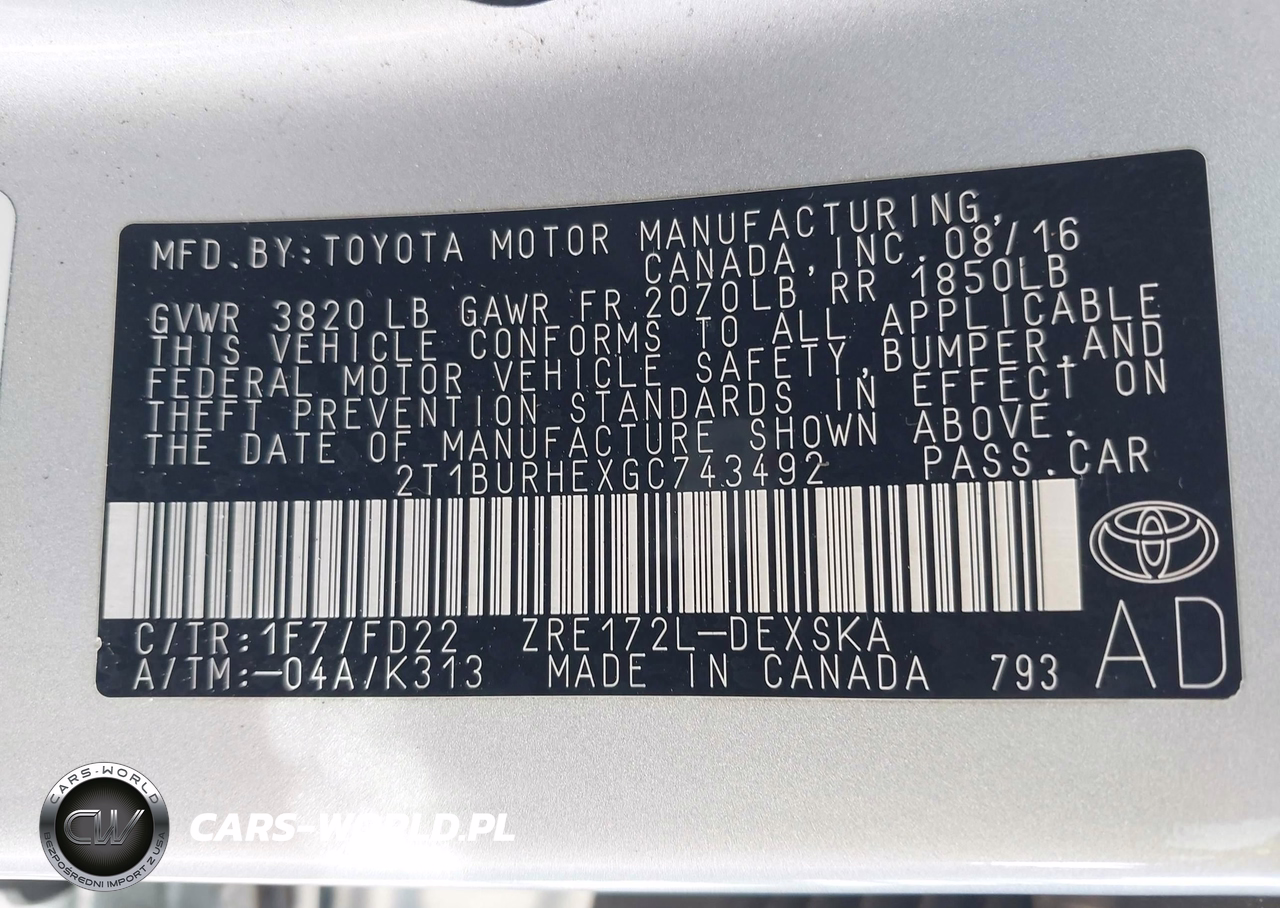 MFD.BY:TOYOTA MOTOR MANUFACTURING,
CANADA,INC. 08/16
GVWR 3820 LB GAWR FR 2070LB RR 1850LB
THIS VEHICLE CONFORMS TO ALL APPLICABLE
FEDERAL MOTOR VEHICLE SAFETY,BUMPER,AND
THEFT PREVENTION STANDARDS IN EFFECT ON
THE DATE OF MANUFACTURE SHOWN ABOVE.
2T1BURHEXGC743492 PASS.CAR
C/TR:1F7/FD22 ZRE172L-DEXSKA
A/TM:-04A/K313 MADE IN CANADA 793
AD
CARS-WORLD
CW
BEZPOŚREDNI IMPORT Z USA
CARS-WORLD.PL